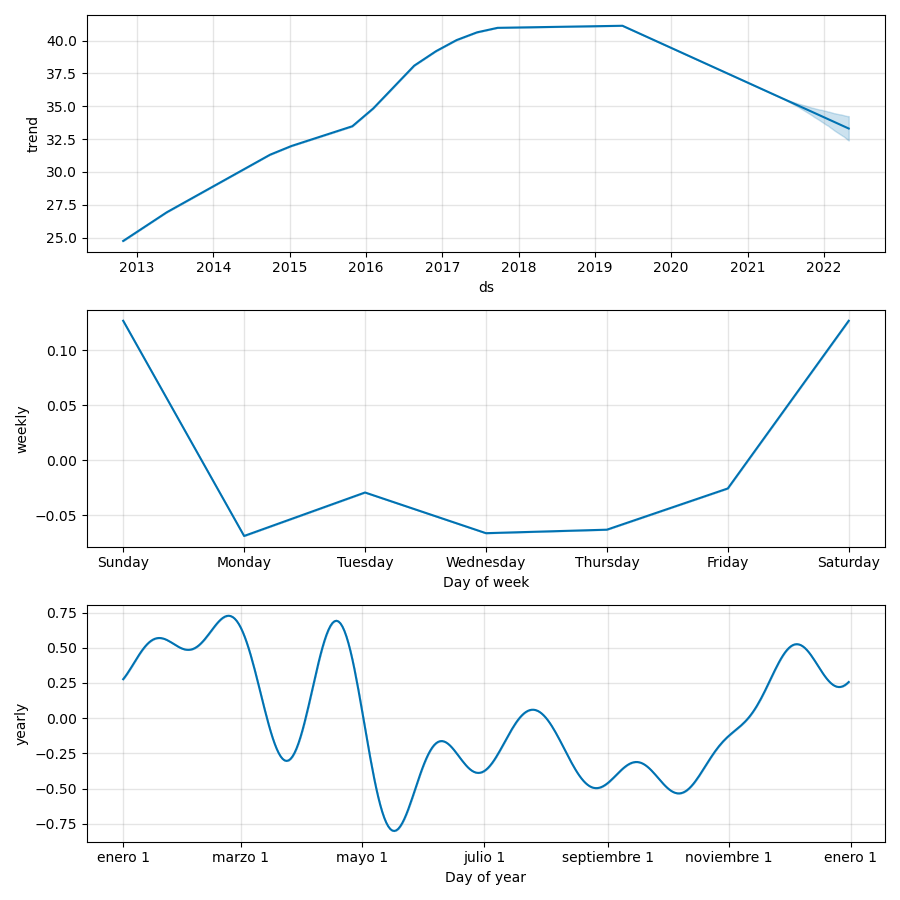 40.0
37.5
35.0
32.5
30.0
27.5
25.0
trend
2013 2014 2015 2016 2017 2018 2019 2020 2021 2022
ds
0.10
0.05
0.00
−0.05
weekly
Sunday Monday Tuesday Wednesday Thursday Friday Saturday
Day of week
0.75
0.50
0.25
0.00
−0.25
−0.50
−0.75
yearly
enero 1 marzo 1 mayo 1 julio 1 septiembre 1 noviembre 1 enero 1
Day of year